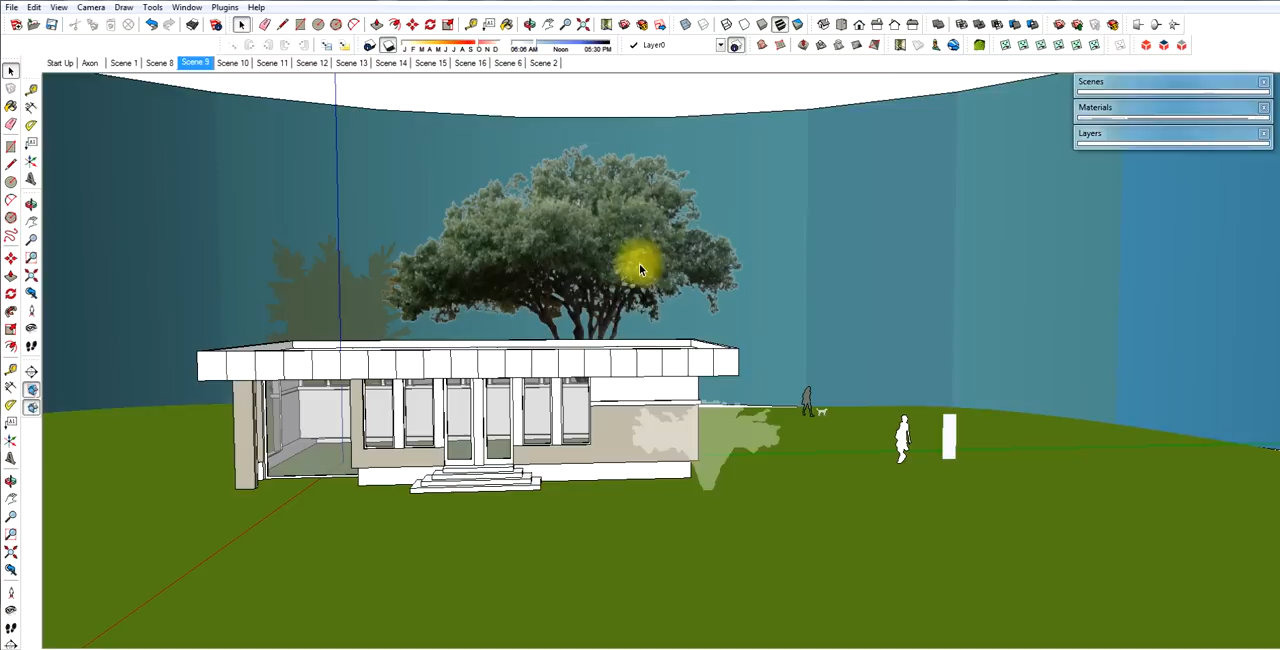 File Edit View Camera Draw Tools Window Plugins Help
J F M A M J J A S O N D 06:06 AM Noon 05:30 PM Layer0
Start Up Axon Scene 1 Scene 8 Scene 9 Scene 10 Scene 11 Scene 12 Scene 13 Scene 14 Scene 15 Scene 16 Scene 6 Scene 2
Scenes
Materials
Layers